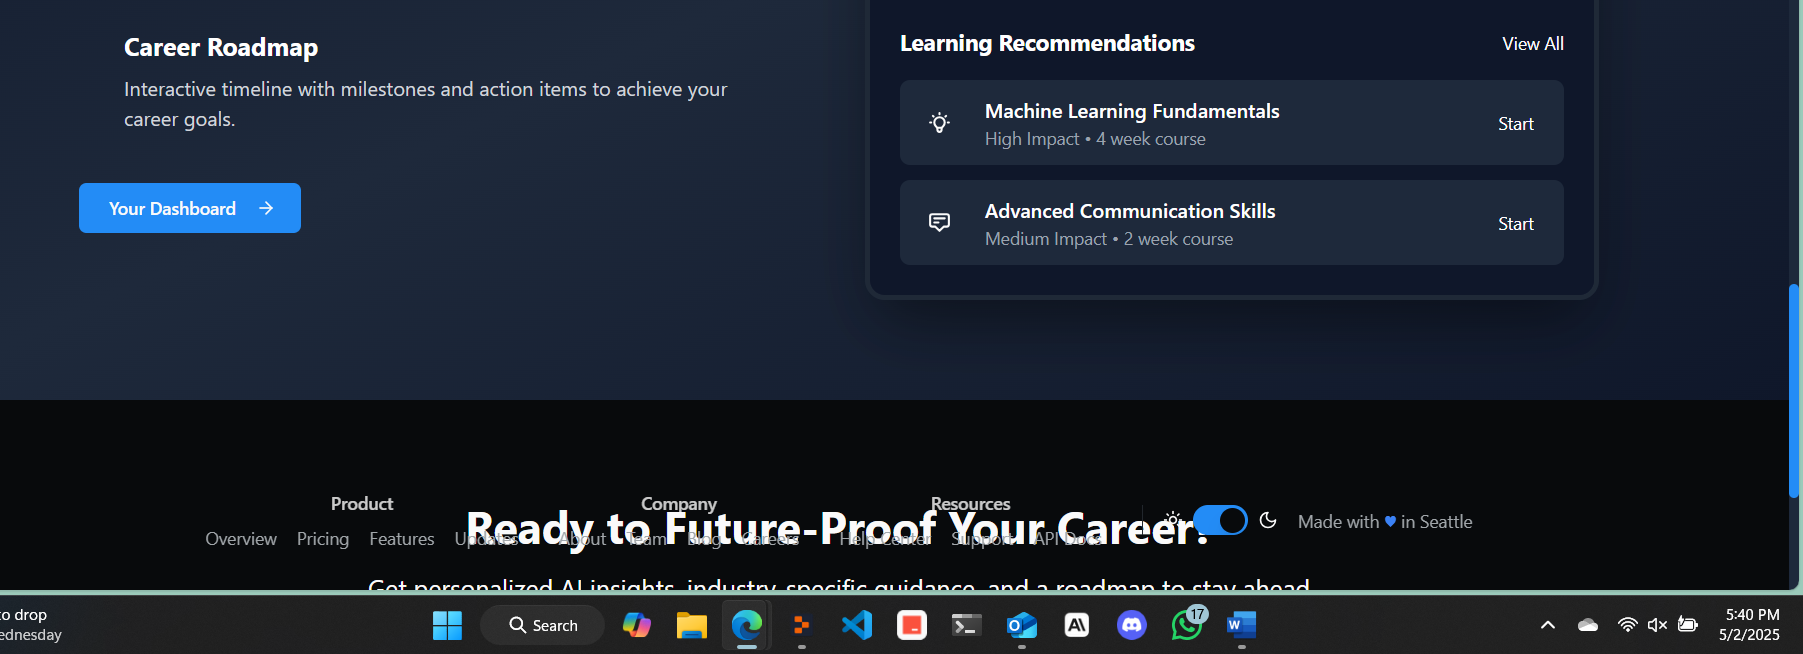 Career Roadmap
Interactive timeline with milestones and action items to achieve your
career goals.
Your Dashboard →
Learning Recommendations
View All
Machine Learning Fundamentals
High Impact • 4 week course
Start
Advanced Communication Skills
Medium Impact • 2 week course
Start
Product
Company
Resources
Ready to Future-Proof Your Career?
Overview Pricing Features Updates About Team Blog Careers Help Center Support API Docs
Made with ♥ in Seattle
Get personalized AI insights, industry-specific guidance, and a roadmap to stay ahead
to drop
ednesday
Search
17
5:40 PM
5/2/2025